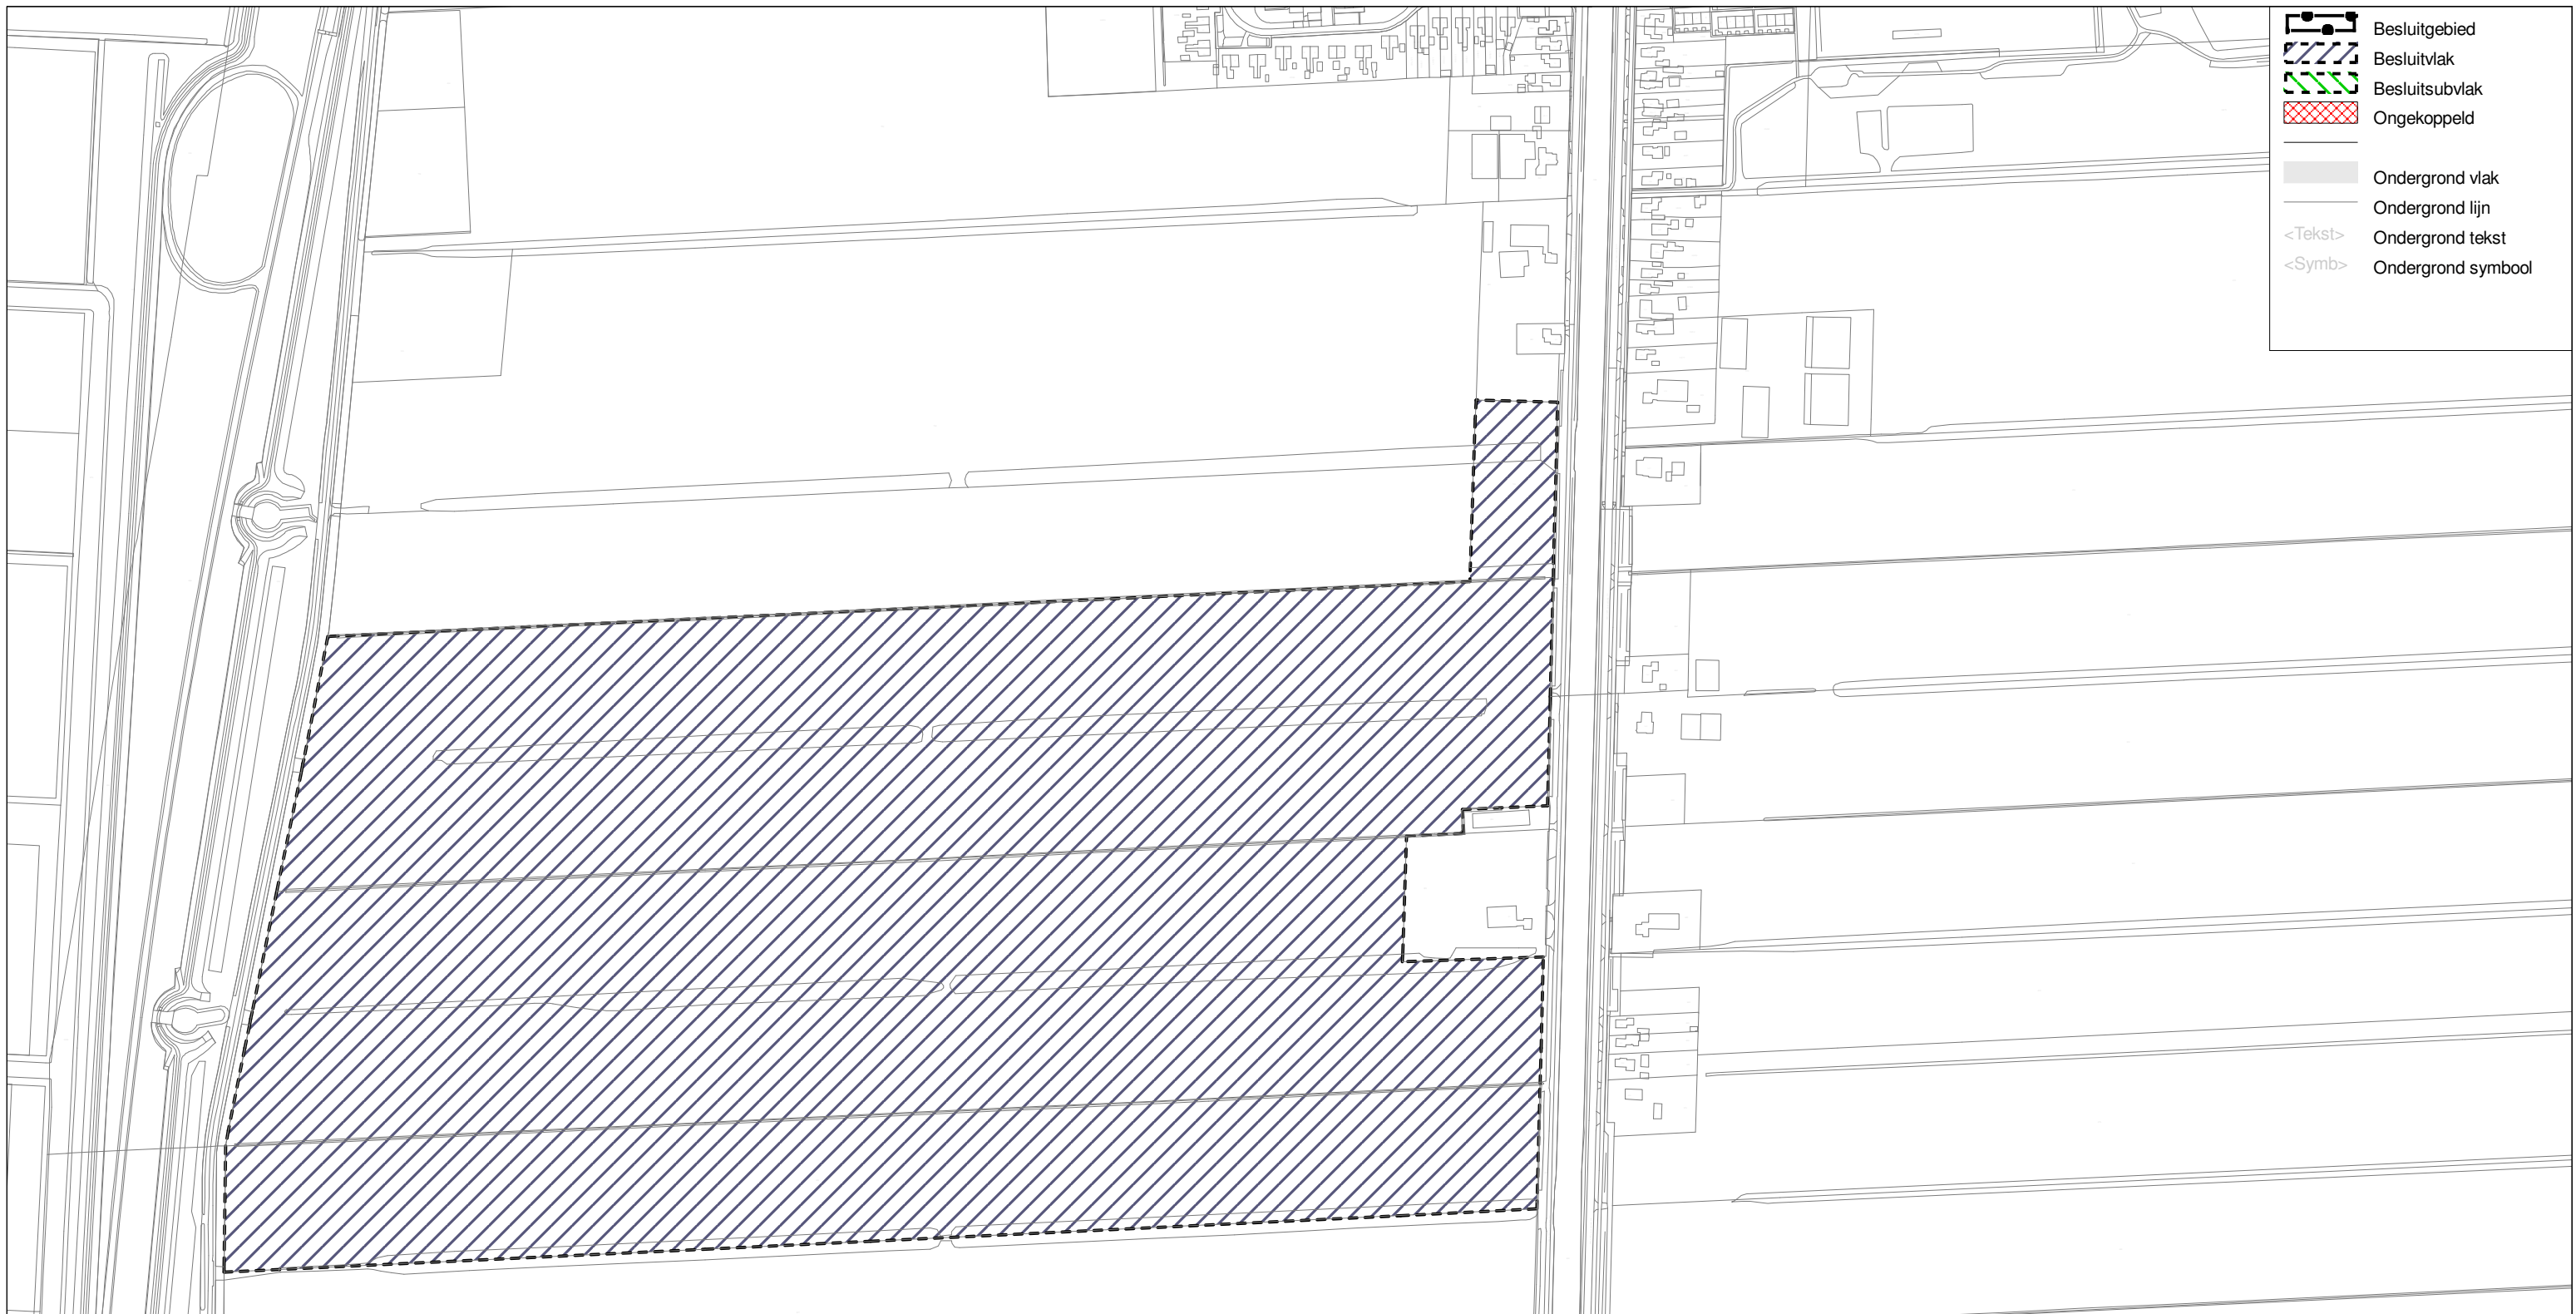 Besluitgebied
Besluitvlak
Besluitsubvlak
Ongekoppeld
Ondergrond vlak
Ondergrond lijn
<Tekst> Ondergrond tekst
<Symb> Ondergrond symbool